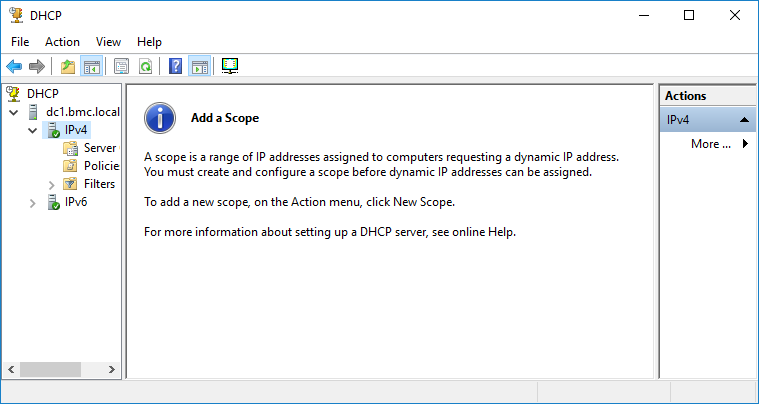 DHCP
File Action View Help
DHCP
dc1.bmc.local
IPv4
Server
Policie
Filters
IPv6
Add a Scope
A scope is a range of IP addresses assigned to computers requesting a dynamic IP address.
You must create and configure a scope before dynamic IP addresses can be assigned.
To add a new scope, on the Action menu, click New Scope.
For more information about setting up a DHCP server, see online Help.
Actions
IPv4
More ...